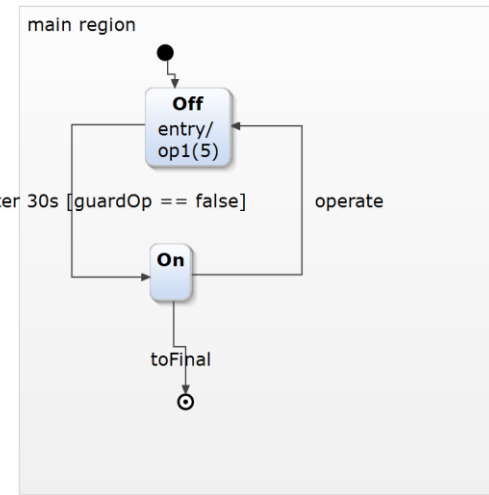 main region
Off
entry/
op1(5)
30s [guardOp == false]
operate
On
toFinal